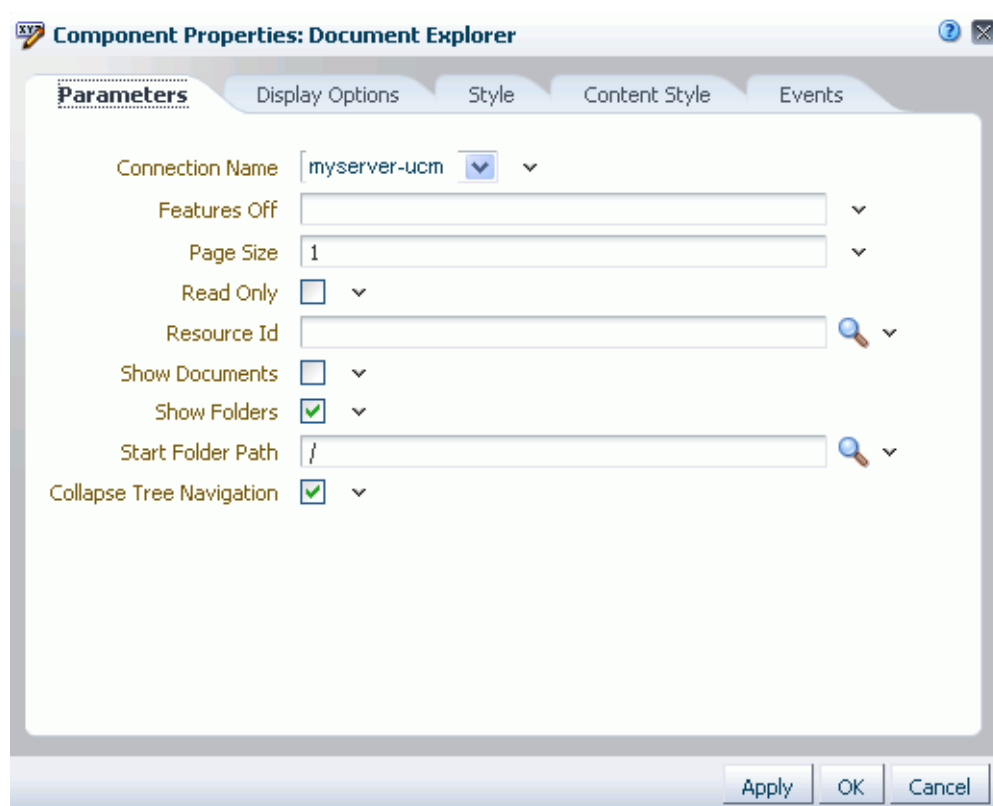 Component Properties: Document Explorer
Parameters Display Options Style Content Style Events
Connection Name myserver-ucm
Features Off
Page Size 1
Read Only
Resource Id
Show Documents
Show Folders
Start Folder Path /
Collapse Tree Navigation
Apply OK Cancel